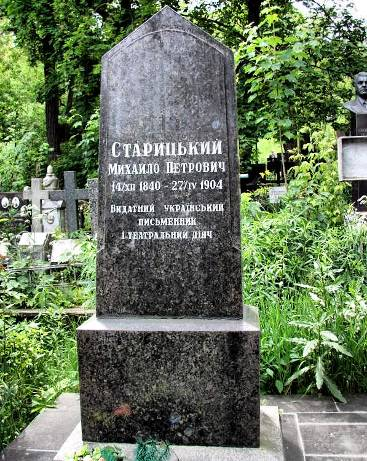 Старицький
Михайло Петрович
14/XII 1840 - 27/IV 1904
Видатний український
письменник
і театральний діяч